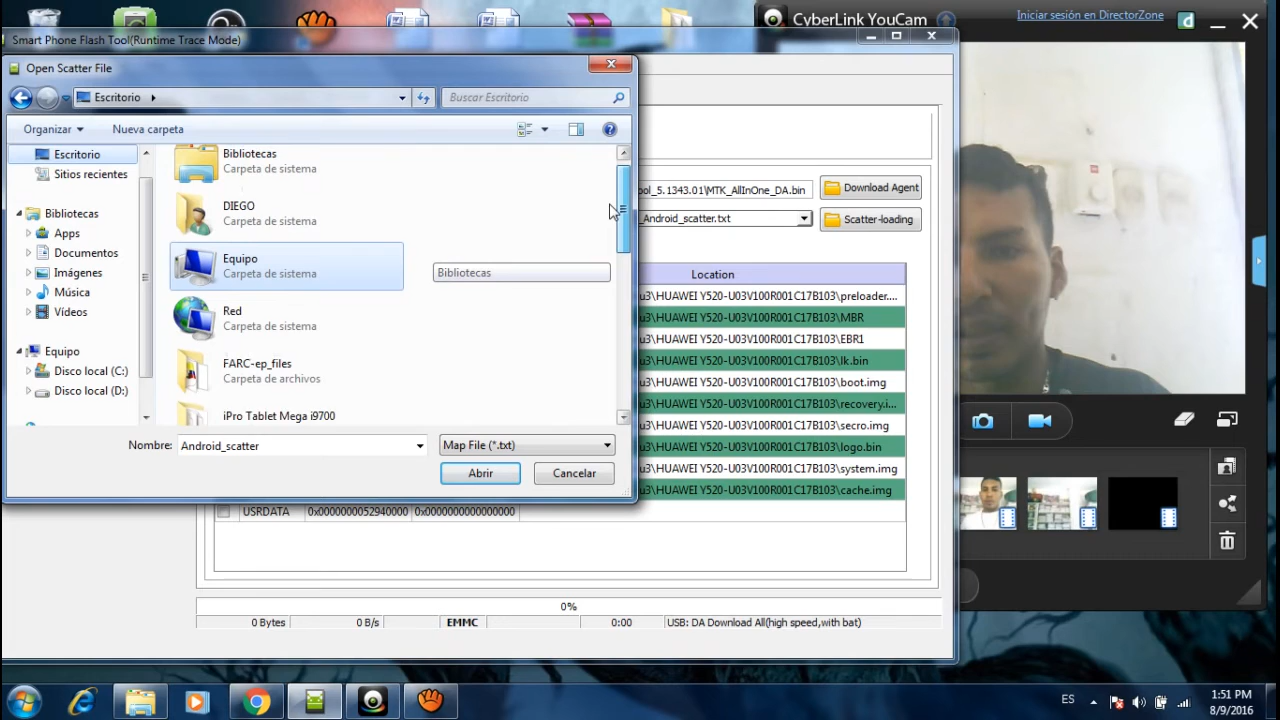 CyberLink YouCam
Iniciar sesión en DirectorZone
Smart Phone Flash Tool(Runtime Trace Mode)
Open Scatter File
Escritorio
Buscar Escritorio
Organizar
Nueva carpeta
Escritorio
Sitios recientes
Bibliotecas
Apps
Documentos
Imágenes
Música
Vídeos
Equipo
Disco local (C:)
Disco local (D:)
Bibliotecas
Carpeta de sistema
DIEGO
Carpeta de sistema
Equipo
Carpeta de sistema
Bibliotecas
Red
Carpeta de sistema
FARC-ep_files
Carpeta de archivos
iPro Tablet Mega i9700
Nombre: Android_scatter
Map File (*.txt)
Abrir
Cancelar
ool_5.1343.01\MTK_AllInOne_DA.bin
Download Agent
_Android_scatter.txt
Scatter-loading
Location
u3\HUAWEI Y520-U03V100R001C17B103\preloader....
u3\HUAWEI Y520-U03V100R001C17B103\MBR
u3\HUAWEI Y520-U03V100R001C17B103\EBR1
u3\HUAWEI Y520-U03V100R001C17B103\lk.bin
u3\HUAWEI Y520-U03V100R001C17B103\boot.img
u3\HUAWEI Y520-U03V100R001C17B103\recovery.i...
u3\HUAWEI Y520-U03V100R001C17B103\secro.img
u3\HUAWEI Y520-U03V100R001C17B103\logo.bin
u3\HUAWEI Y520-U03V100R001C17B103\system.img
u3\HUAWEI Y520-U03V100R001C17B103\cache.img
USRDATA 0x0000000052940000 0x0000000000000000
0%
0 Bytes 0 B/s EMMC 0:00 USB: DA Download All(high speed,with bat)
ES
1:51 PM
8/9/2016